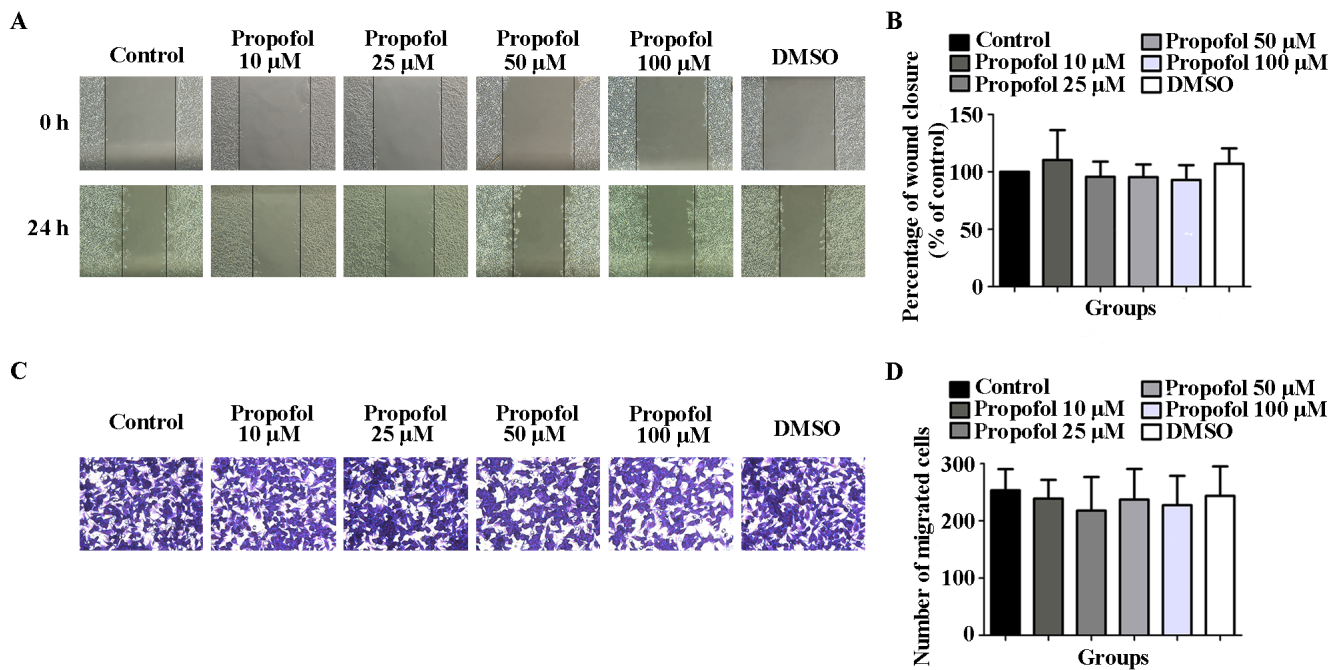 A
Control
Propofol
10 µM
Propofol
25 µM
Propofol
50 µM
Propofol
100 µM
DMSO
0 h
24 h
B
Control
Propofol 10 µM
Propofol 25 µM
Propofol 50 µM
Propofol 100 µM
DMSO
Percentage of wound closure
( % of control)
150
100
50
0
Groups
C
Control
Propofol
10 µM
Propofol
25 µM
Propofol
50 µM
Propofol
100 µM
DMSO
D
Control
Propofol 10 µM
Propofol 25 µM
Propofol 50 µM
Propofol 100 µM
DMSO
Number of migrated cells
300
200
100
0
Groups